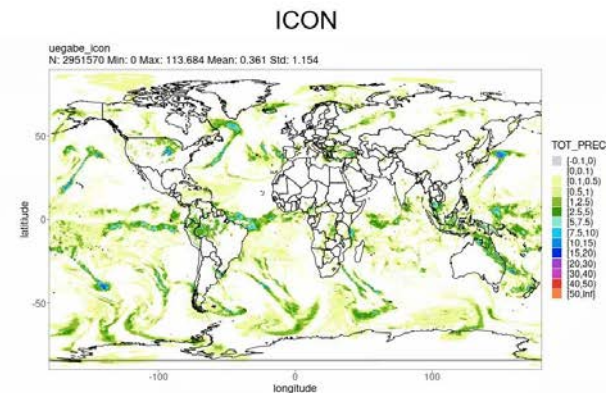 ICON
uegabe_icon
N: 2951570 Min: 0 Max: 113.684 Mean: 0.361 Std: 1.154
50
0
-50
latitude
-100
0
100
longitude
TOT_PREC
[-0.1,0)
[0,0.1)
[0.1,0.5)
[0.5,1)
[1,2.5)
[2.5,5)
[5,7.5)
[7.5,10)
[10,15)
[15,20)
[20,30)
[30,40)
[40,50)
[50,Inf]